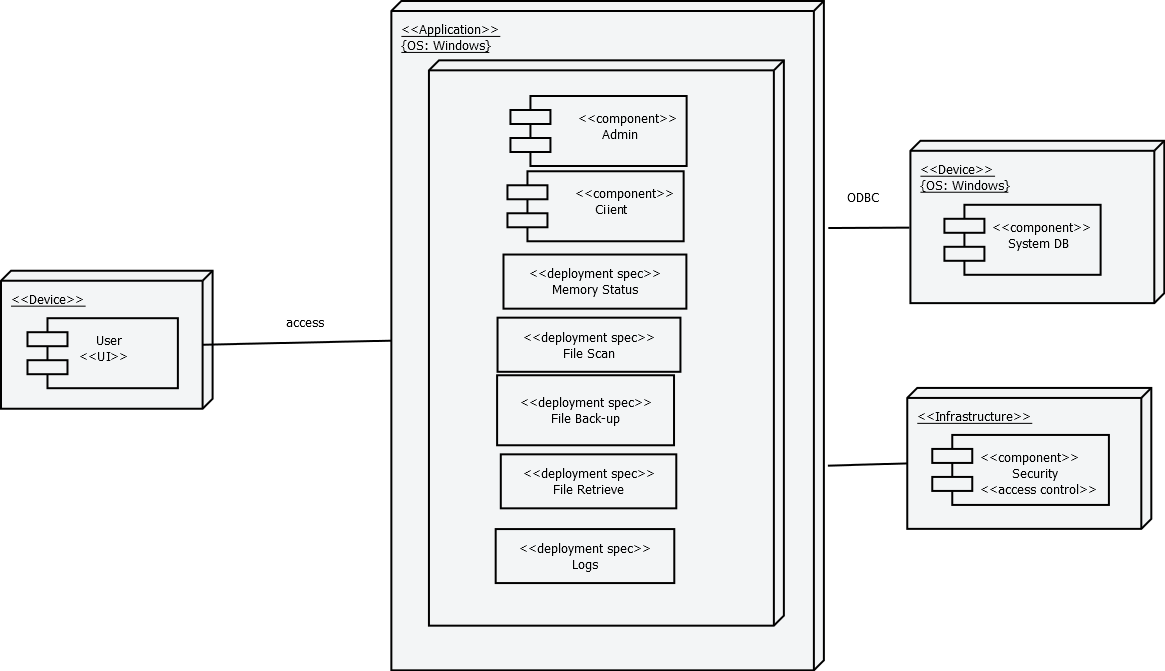 <<Application>>
{OS: Windows}
<<component>>
Admin
<<component>>
Ciient
<<deployment spec>>
Memory Status
<<deployment spec>>
File Scan
<<deployment spec>>
File Back-up
<<deployment spec>>
File Retrieve
<<deployment spec>>
Logs
<<Device>>
User
<<UI>>
access
ODBC
<<Device>>
{OS: Windows}
<<component>>
System DB
<<Infrastructure>>
<<component>>
Security
<<access control>>